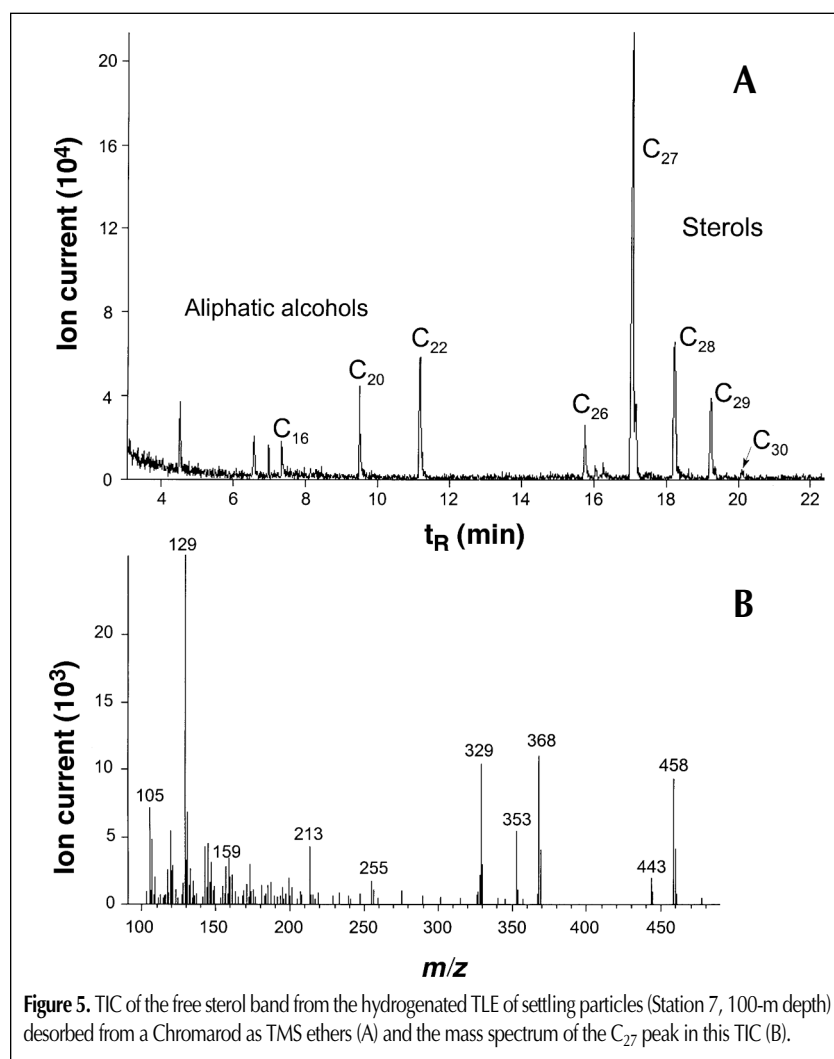 A
Ion current (10⁴)
20
16
12
8
4
0
C₂₇
Sterols
Aliphatic alcohols
C₂₂
C₂₀
C₁₆
C₂₈
C₂₆
C₂₉
C₃₀
4 6 8 10 12 14 16 18 20 22
t_R (min)
B
Ion current (10³)
20
15
10
5
0
129
105
159
213
255
329
353
368
443
458
100 150 200 250 300 350 400 450
m/z
Figure 5. TIC of the free sterol band from the hydrogenated TLE of settling particles (Station 7, 100-m depth)
desorbed from a Chromarod as TMS ethers (A) and the mass spectrum of the C₂₇ peak in this TIC (B).